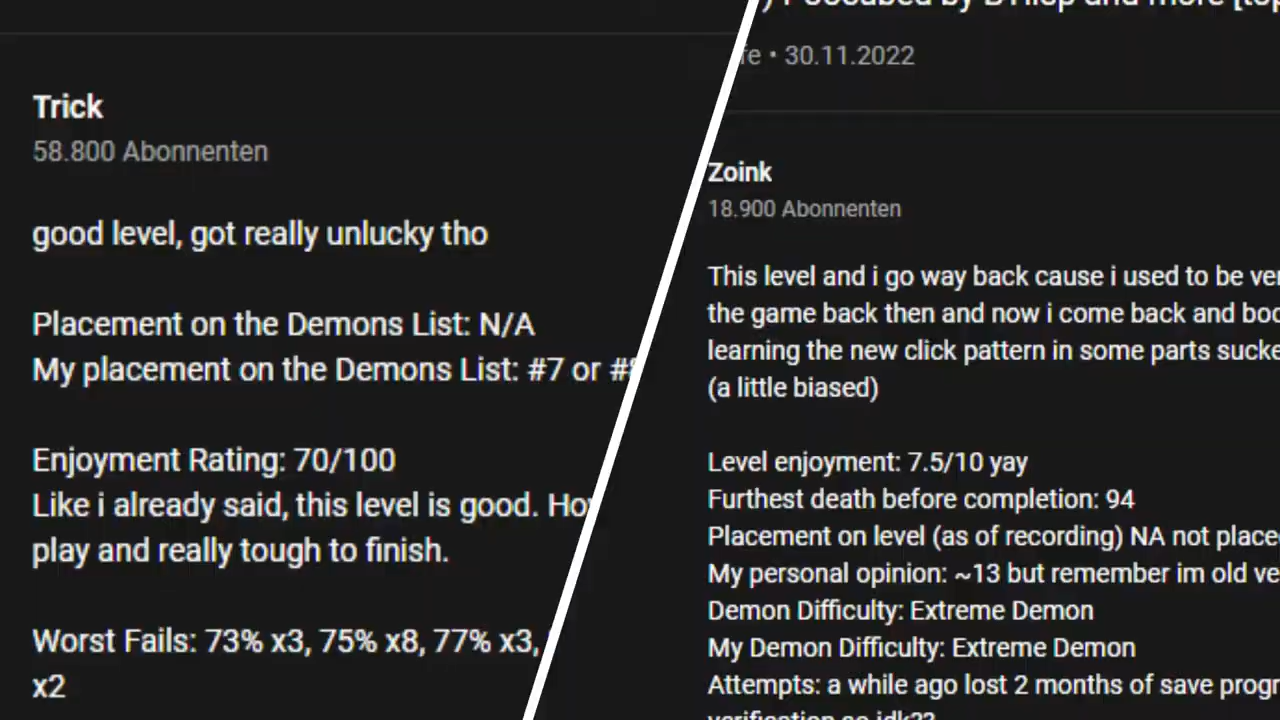 Trick
58.800 Abonnenten
good level, got really unlucky tho
Placement on the Demons List: N/A
My placement on the Demons List: #7 or
Enjoyment Rating: 70/100
Like i already said, this level is good.
play and really tough to finish.
Worst Fails: 73% x3, 75% x8, 77% x3,
x2
by and more
• 30.11.2022
Zoink
18.900 Abonnenten
This level and i go way back cause i used to be
the game back then and now i come back and
learning the new click pattern in some parts
(a little biased)
Level enjoyment: 7.5/10 yay
Furthest death before completion: 94
Placement on level (as of recording) NA not
My personal opinion: ~13 but remember im old
Demon Difficulty: Extreme Demon
My Demon Difficulty: Extreme Demon
Attempts: a while ago lost 2 months of save
verification so idk??